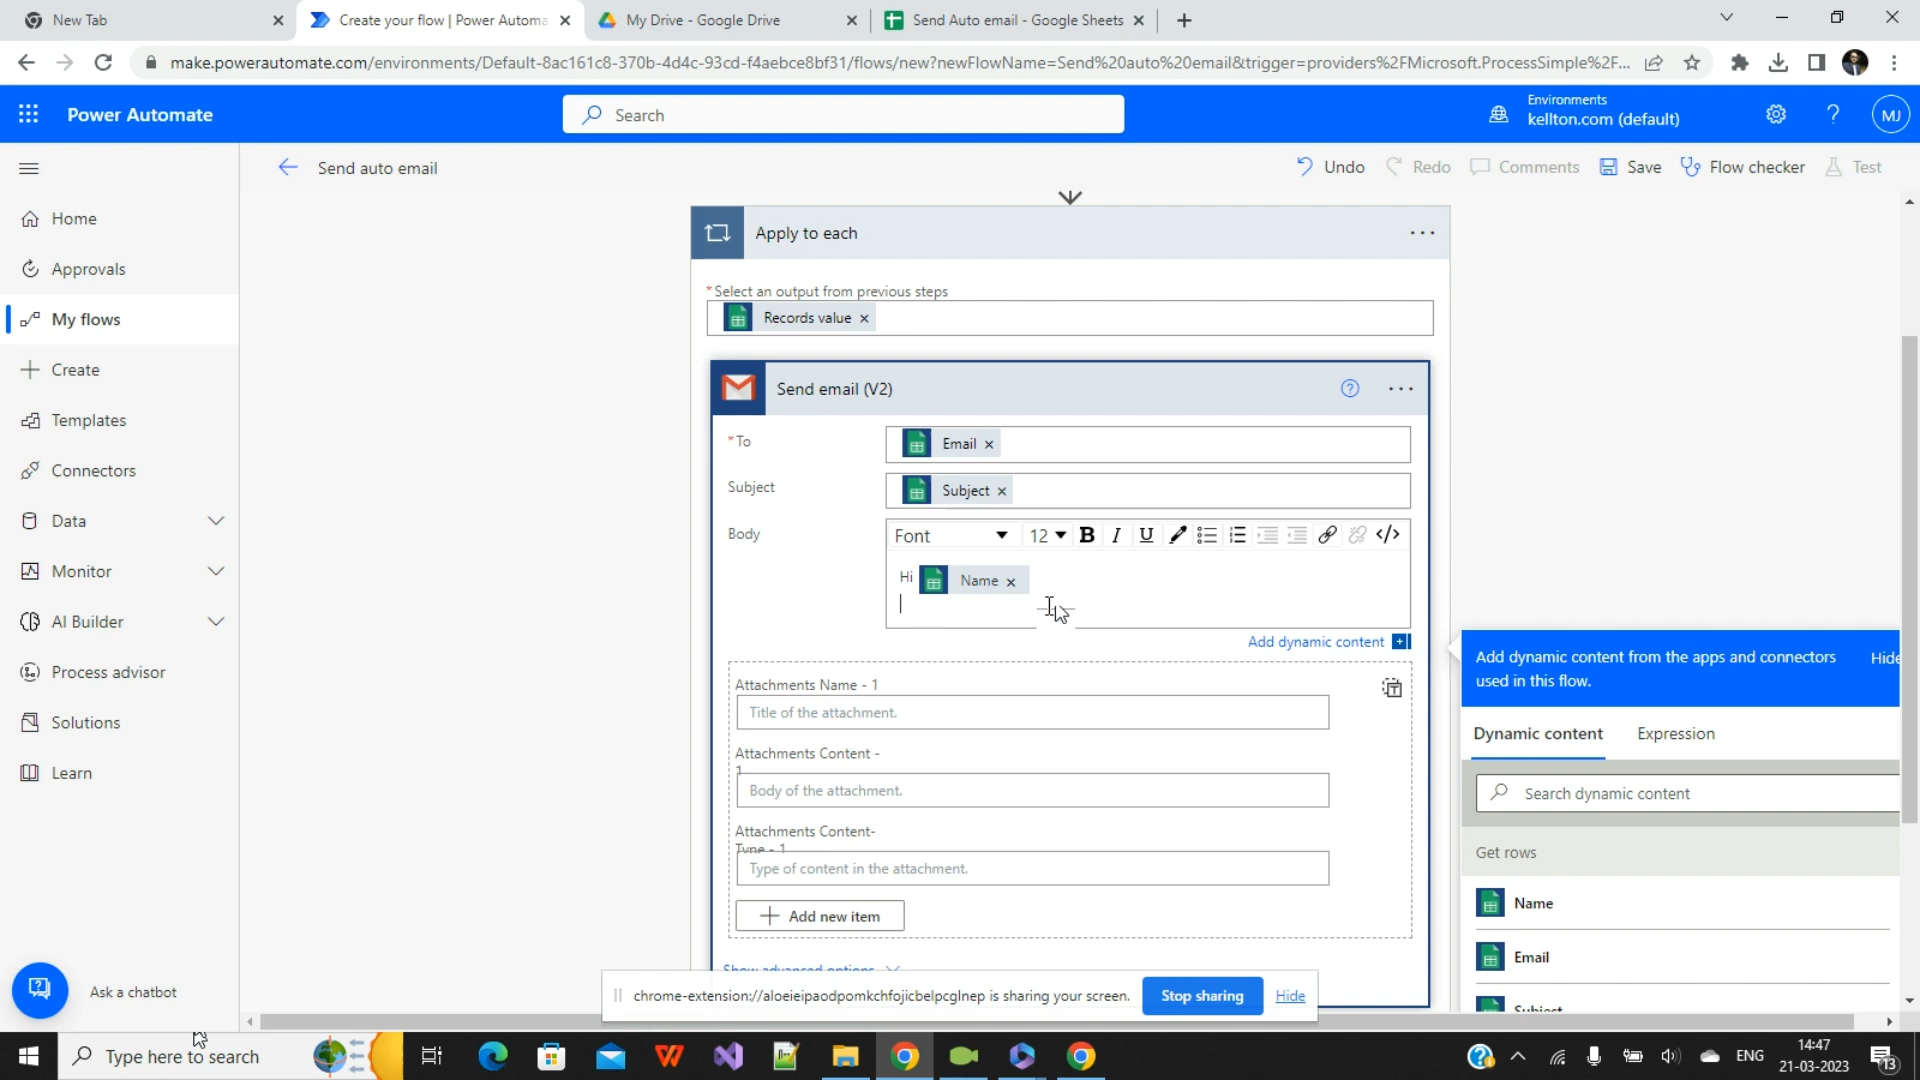 New Tab
Create your flow | Power Automa
My Drive - Google Drive
Send Auto email - Google Sheets
make.powerautomate.com/environments/Default-8ac161c8-370b-4d4c-93cd-f4aebce8bf31/flows/new?newFlowName=Send%20auto%20email&trigger=providers%2FMicrosoft.ProcessSimple%2F...
Power Automate
Search
Environments
kellton.com (default)
?
MJ
Send auto email
Undo
Redo
Comments
Save
Flow checker
Test
Home
Approvals
My flows
Create
Templates
Connectors
Data
Monitor
AI Builder
Process advisor
Solutions
Learn
Ask a chatbot
Apply to each
* Select an output from previous steps
Records value
Send email (V2)
* To
Email
Subject
Subject
Body
Font
12
B
I
U
</>
Hi Name
Add dynamic content
Attachments Name - 1
Title of the attachment.
Attachments Content -
1
Body of the attachment.
Attachments Content-
Type - 1
Type of content in the attachment.
Add new item
Show advanced options
Add dynamic content from the apps and connectors
used in this flow.
Hide
Dynamic content
Expression
Search dynamic content
Get rows
Name
Email
Subject
chrome-extension://aloeieipaodpomkchfojicbelpcglnep is sharing your screen.
Stop sharing
Hide
Type here to search
ENG
14:47
21-03-2023
13